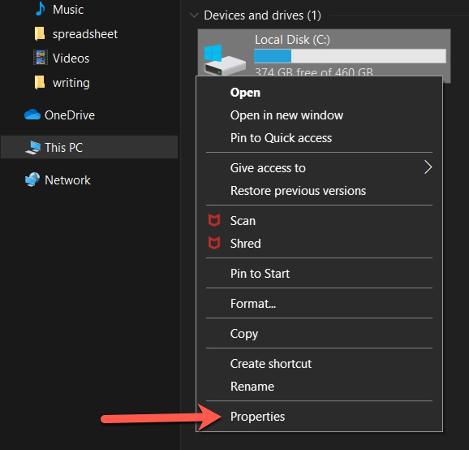 Music
spreadsheet
Videos
writing
OneDrive
This PC
Network
Devices and drives (1)
Local Disk (C:)
374 GB free of 460 GB
Open
Open in new window
Pin to Quick access
Give access to
Restore previous versions
Scan
Shred
Pin to Start
Format...
Copy
Create shortcut
Rename
Properties